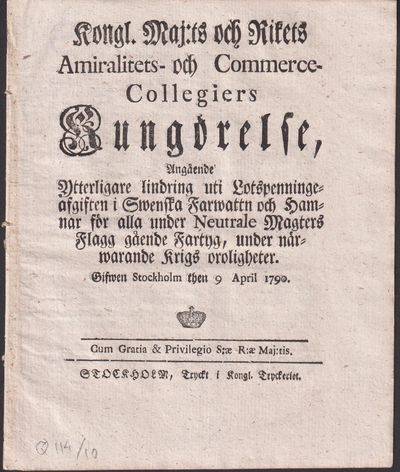 Kongl. Maj:ts och Rikets
Amiralitets- och Commerce-
Collegiers
Kungörelse,
Angående
Ytterligare lindring uti Lotspenninge-
afgiften i Swenska Farwattn och Ham-
nar för alla under Neutrale Magters
Flagg gående Fartyg, under när-
warande Krigs oroligheter.
Gifwen Stockholm then 9 April 1790.
Cum Gratia & Privilegio S:æ R:æ Maj:tis.
STOCKHOLM, Tryckt i Kongl. Tryckeriet.
Q 114/10